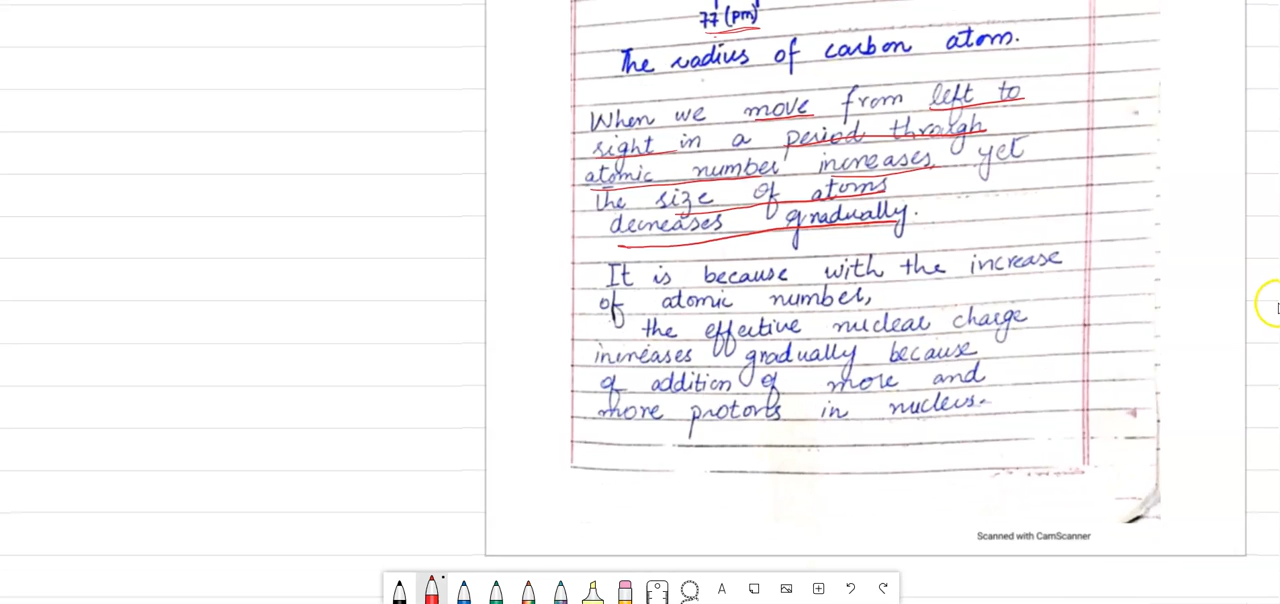 77 (pm)
The radius of carbon atom.
When we move from left to
right in a period through
atomic number increases, yet
the size of atoms
decreases gradually.
It is because with the increase
of atomic number,
the effective nuclear charge
increases gradually because
of addition of more and
more protons in nucleus.
Scanned with CamScanner
A